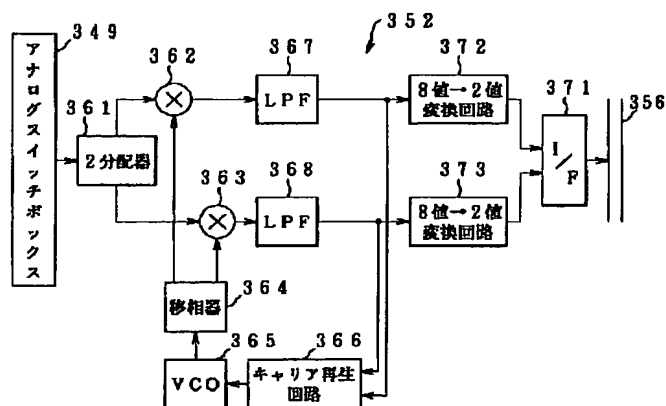 352
349
アナログスイッチボックス
361
2分配器
362
363
367
LPF
368
LPF
372
8値→2値
変換回路
373
8値→2値
変換回路
371
I/F
356
364
移相器
365
VCO
366
キャリア再生
回路